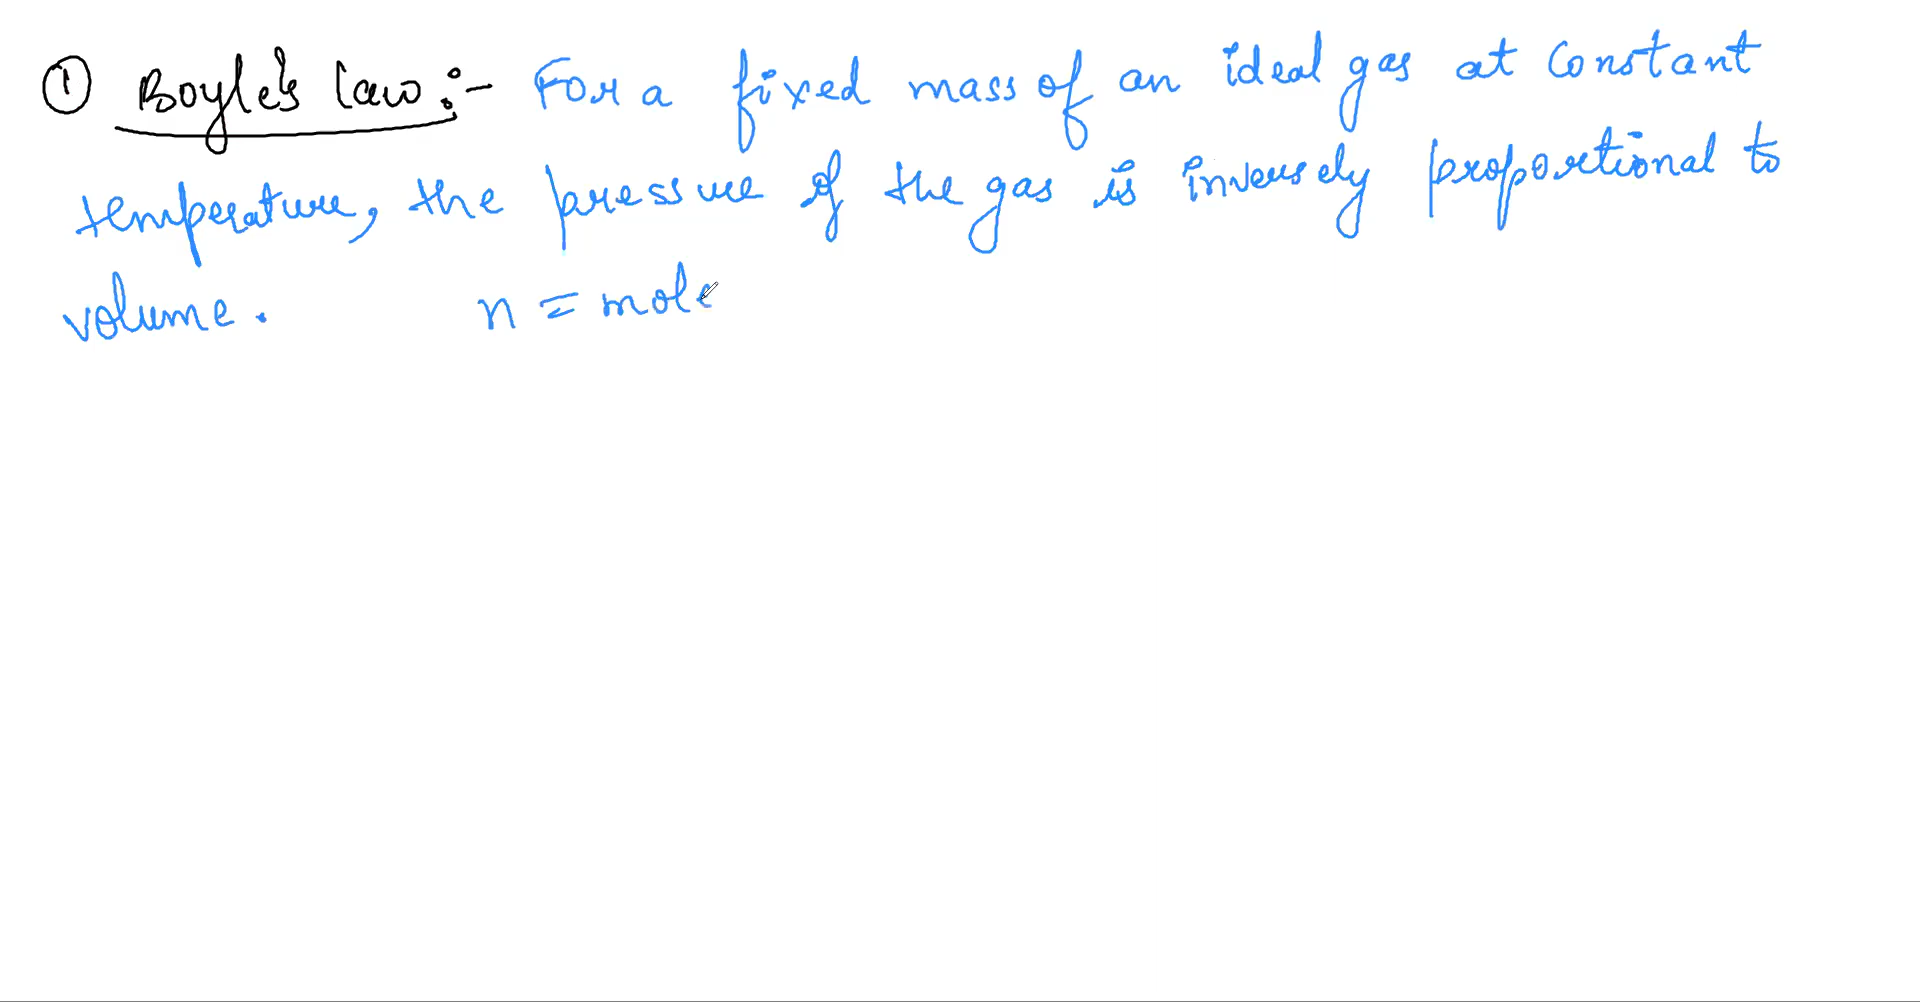 ① Boyle's law :- For a fixed mass of an ideal gas at constant
temperature, the pressure of the gas is inversely proportional to
volume. n = mole